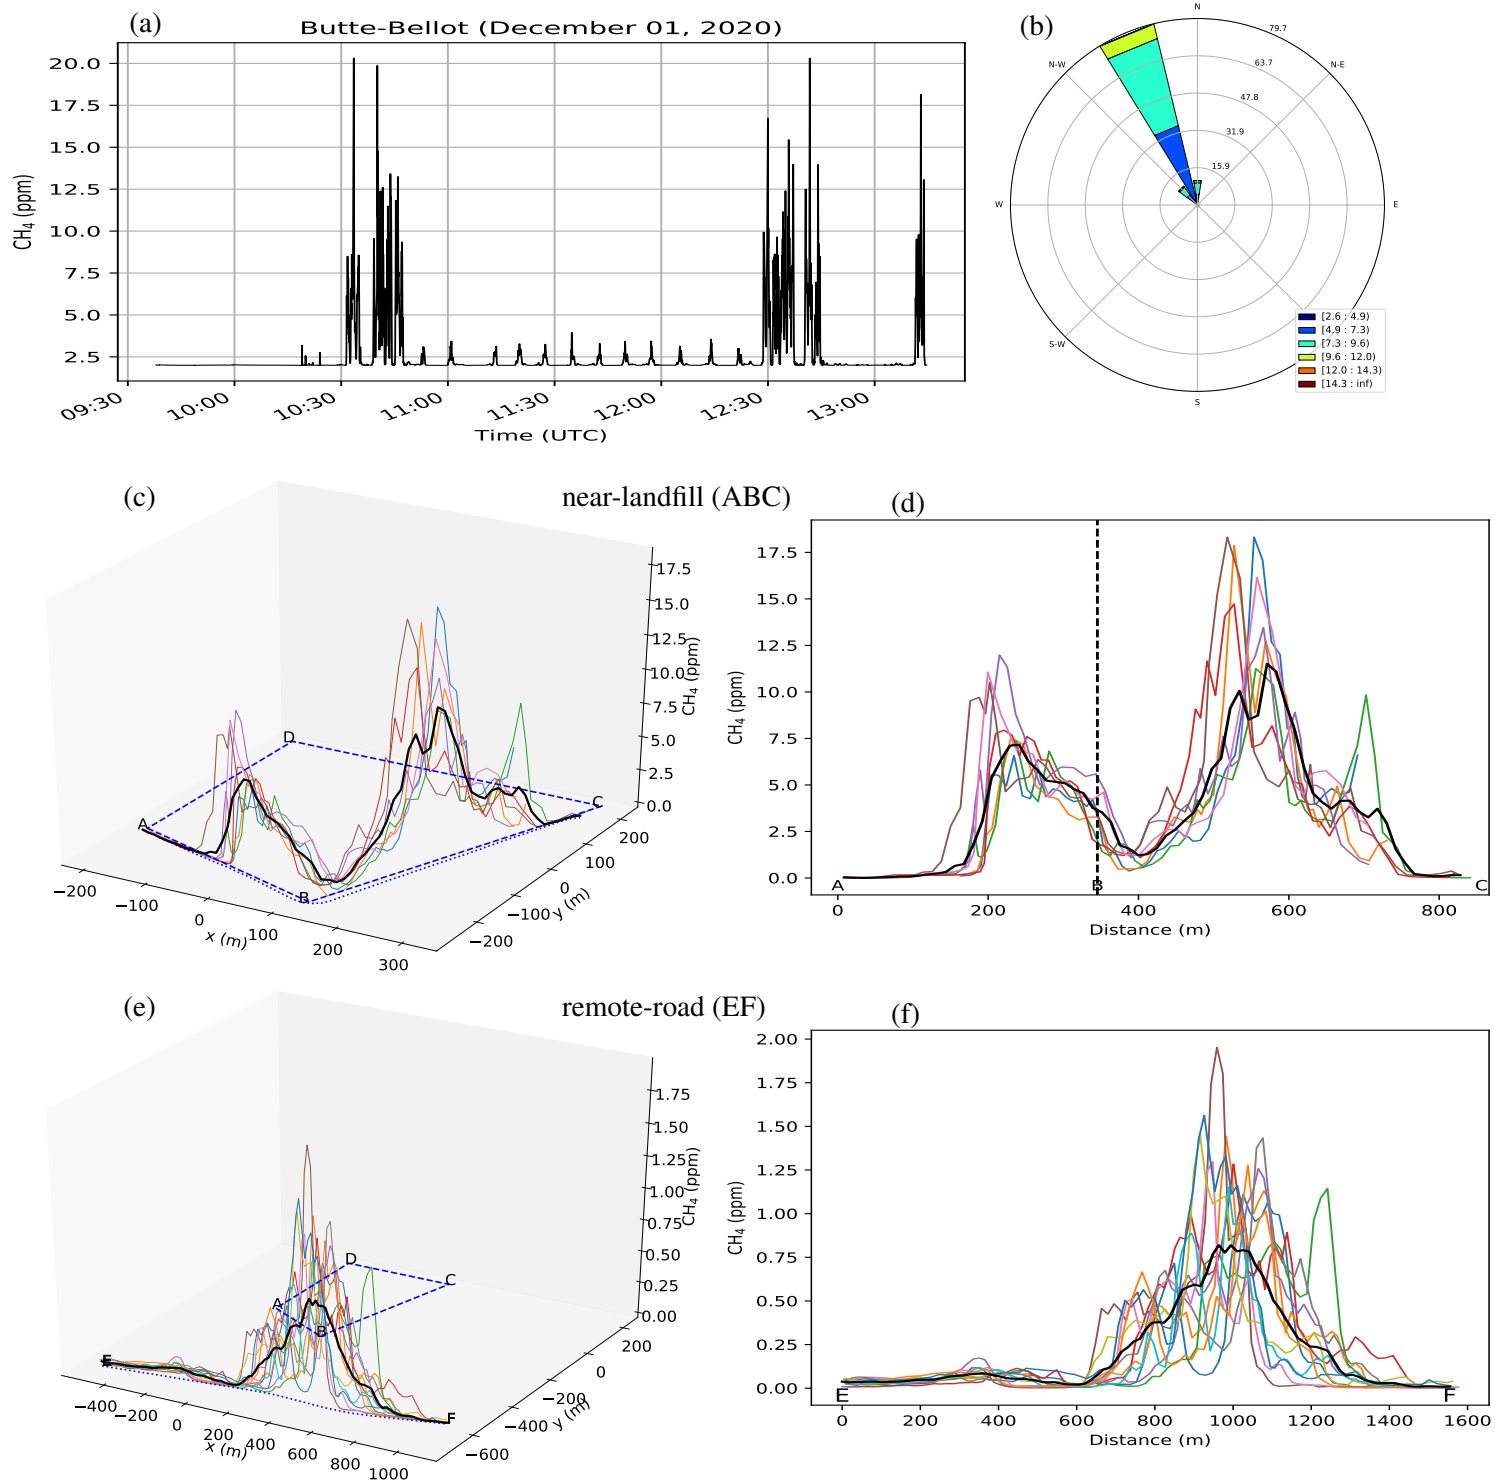 (a)
Butte-Bellot (December 01, 2020)
20.0
17.5
15.0
12.5
10.0
7.5
5.0
2.5
CH4 (ppm)
09:30 10:00 10:30 11:00 11:30 12:00 12:30 13:00
Time (UTC)
(b)
N
N-E
E
S
S-W
W
N-W
79.7
63.7
47.8
31.9
15.9
[2.6 : 4.9)
[4.9 : 7.3)
[7.3 : 9.6)
[9.6 : 12.0)
[12.0 : 14.3)
[14.3 : inf)
(c)
near-landfill (ABC)
17.5
15.0
12.5
10.0
7.5
5.0
2.5
0.0
CH4 (ppm)
A
B
C
D
−200 −100 0 100 200 300
x (m)
−200 −100 0 100 200
y (m)
(d)
17.5
15.0
12.5
10.0
7.5
5.0
2.5
0.0
CH4 (ppm)
A B C
0 200 400 600 800
Distance (m)
(e)
remote-road (EF)
1.75
1.50
1.25
1.00
0.75
0.50
0.25
0.00
CH4 (ppm)
A
B
C
D
E
F
−400 −200 0 200 400 600 800 1000
x (m)
−600 −400 −200 0 200
y (m)
(f)
2.00
1.75
1.50
1.25
1.00
0.75
0.50
0.25
0.00
CH4 (ppm)
E F
0 200 400 600 800 1000 1200 1400 1600
Distance (m)